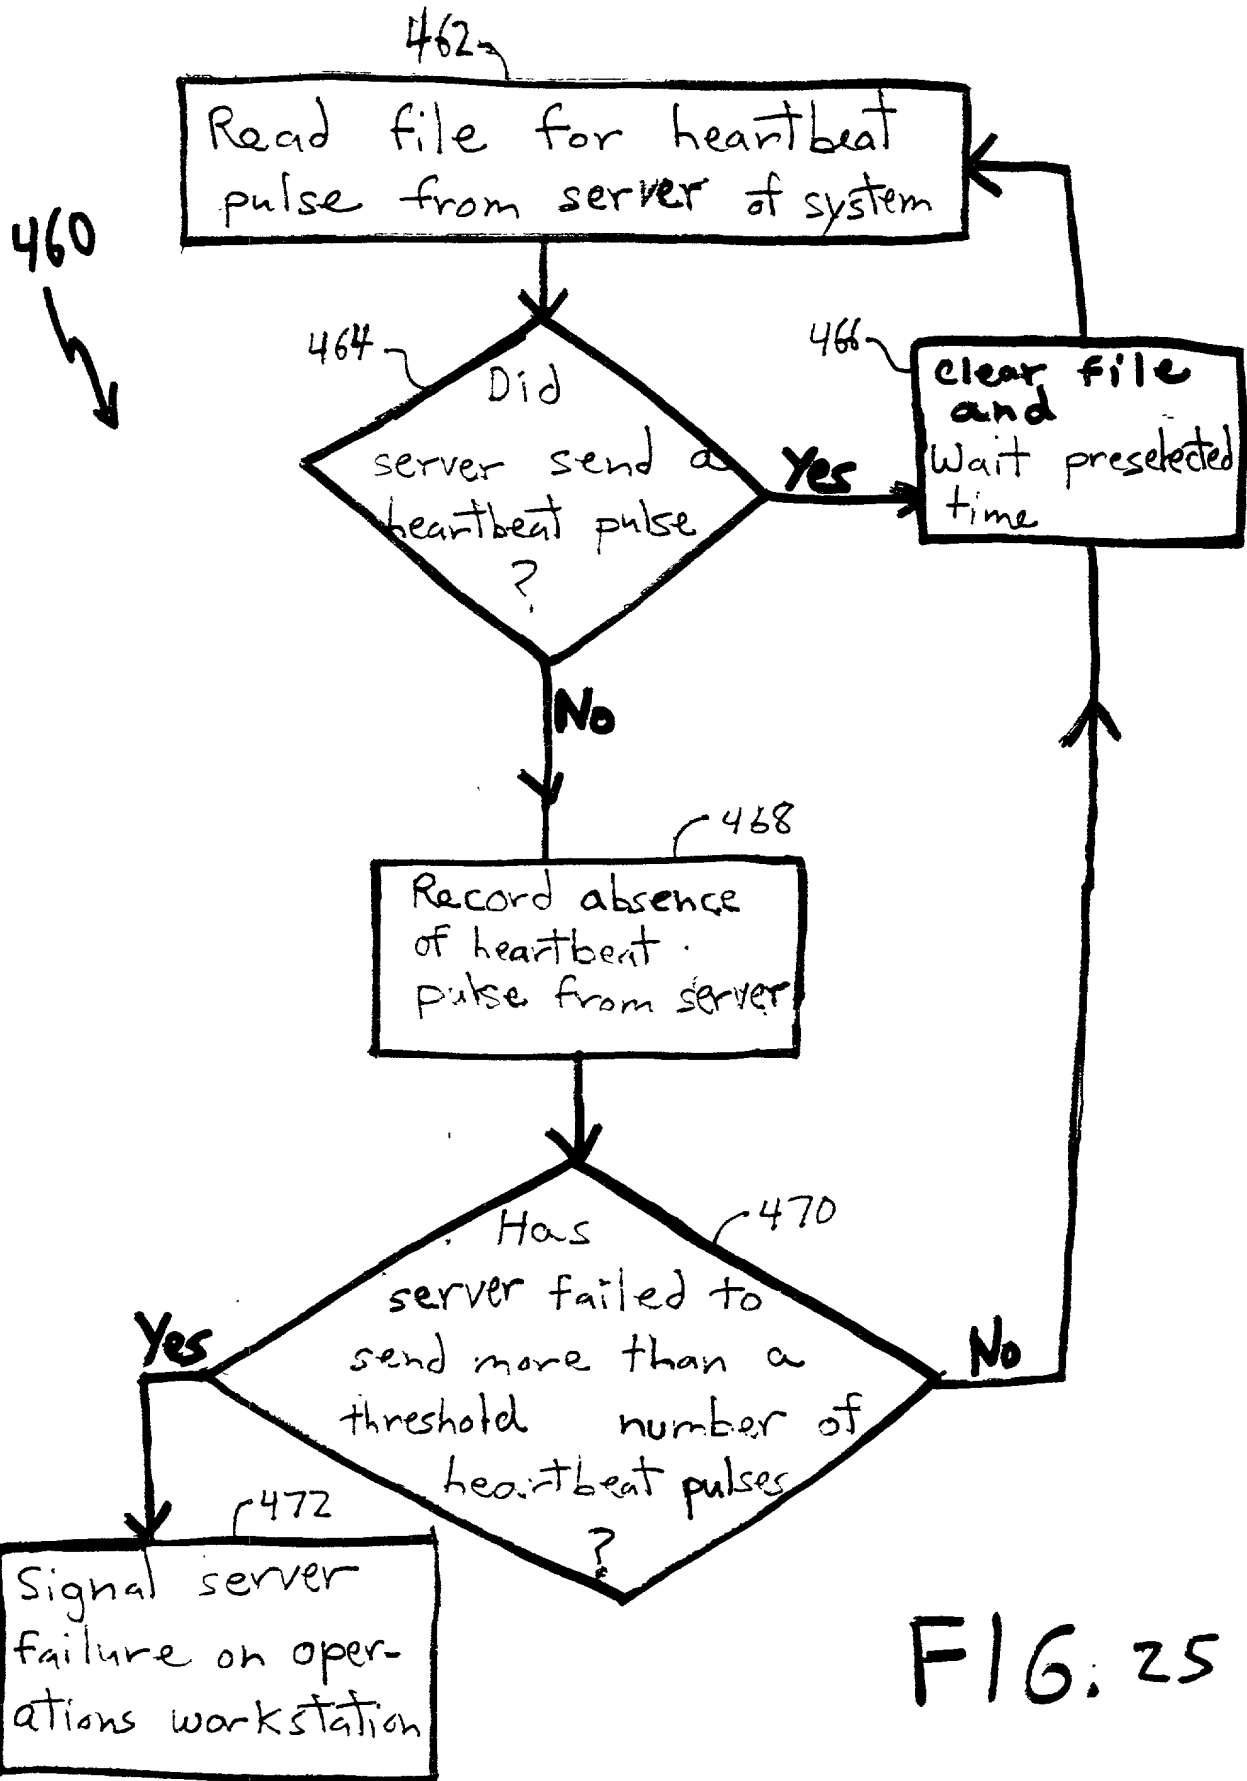 462
Read file for heartbeat
pulse from server of system
460
464
466
Did
server send a
heartbeat pulse
?
Yes
clear file
and
Wait preselected
time
No
468
Record absence
of heartbeat
pulse from server
470
Has
server failed to
send more than a
threshold number of
heartbeat pulses
?
Yes
No
472
Signal server
failure on oper-
ations workstation
FIG. 25